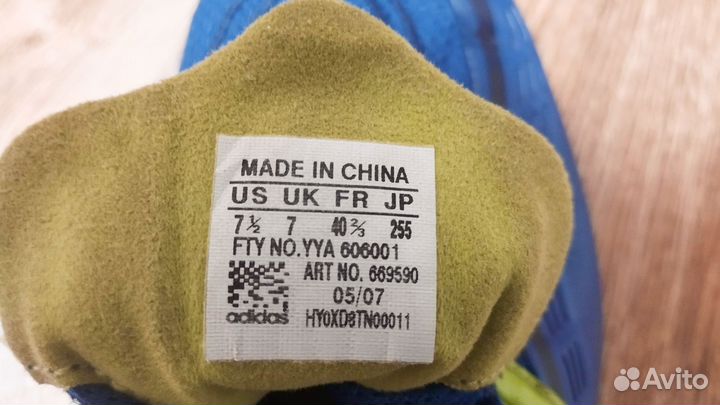 MADE IN CHINA
US UK FR JP
7½ 7 40⅔ 255
FTY NO.YYA 606001
ART NO. 669590
05/07
adidas HY0XD8TN00011
Avito